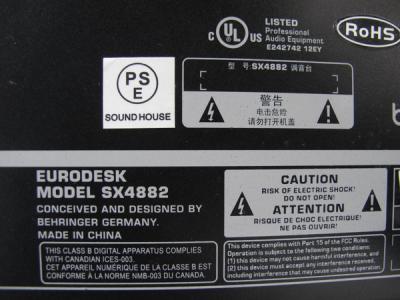 LISTED
Professional
Audio Equipment
E242742 12EY
C UL US
RoHS
PS
E
SOUND HOUSE
型 号:SX4882 调音台
警告
电击危险
请勿打开机盖
b
EURODESK
MODEL SX4882
CONCEIVED AND DESIGNED BY
BEHRINGER GERMANY.
MADE IN CHINA
CAUTION
RISK OF ELECTRIC SHOCK!
DO NOT OPEN!
ATTENTION
RISQUE DE CHOC ELECTRIQUE!
NE PAS OUVRIR!
THIS CLASS B DIGITAL APPARATUS COMPLIES
WITH CANADIAN ICES-003.
CET APPAREIL NUMÉRIQUE DE LA CLASSE B EST
CONFORME À LA NORME NMB-003 DU CANADA.
This device complies with Part 15 of the FCC Rules.
Operation is subject to the following two conditions:
(1) this device may not cause harmful interference, and
(2) this device must accept any interference received,
including interference that may cause undesired operation.